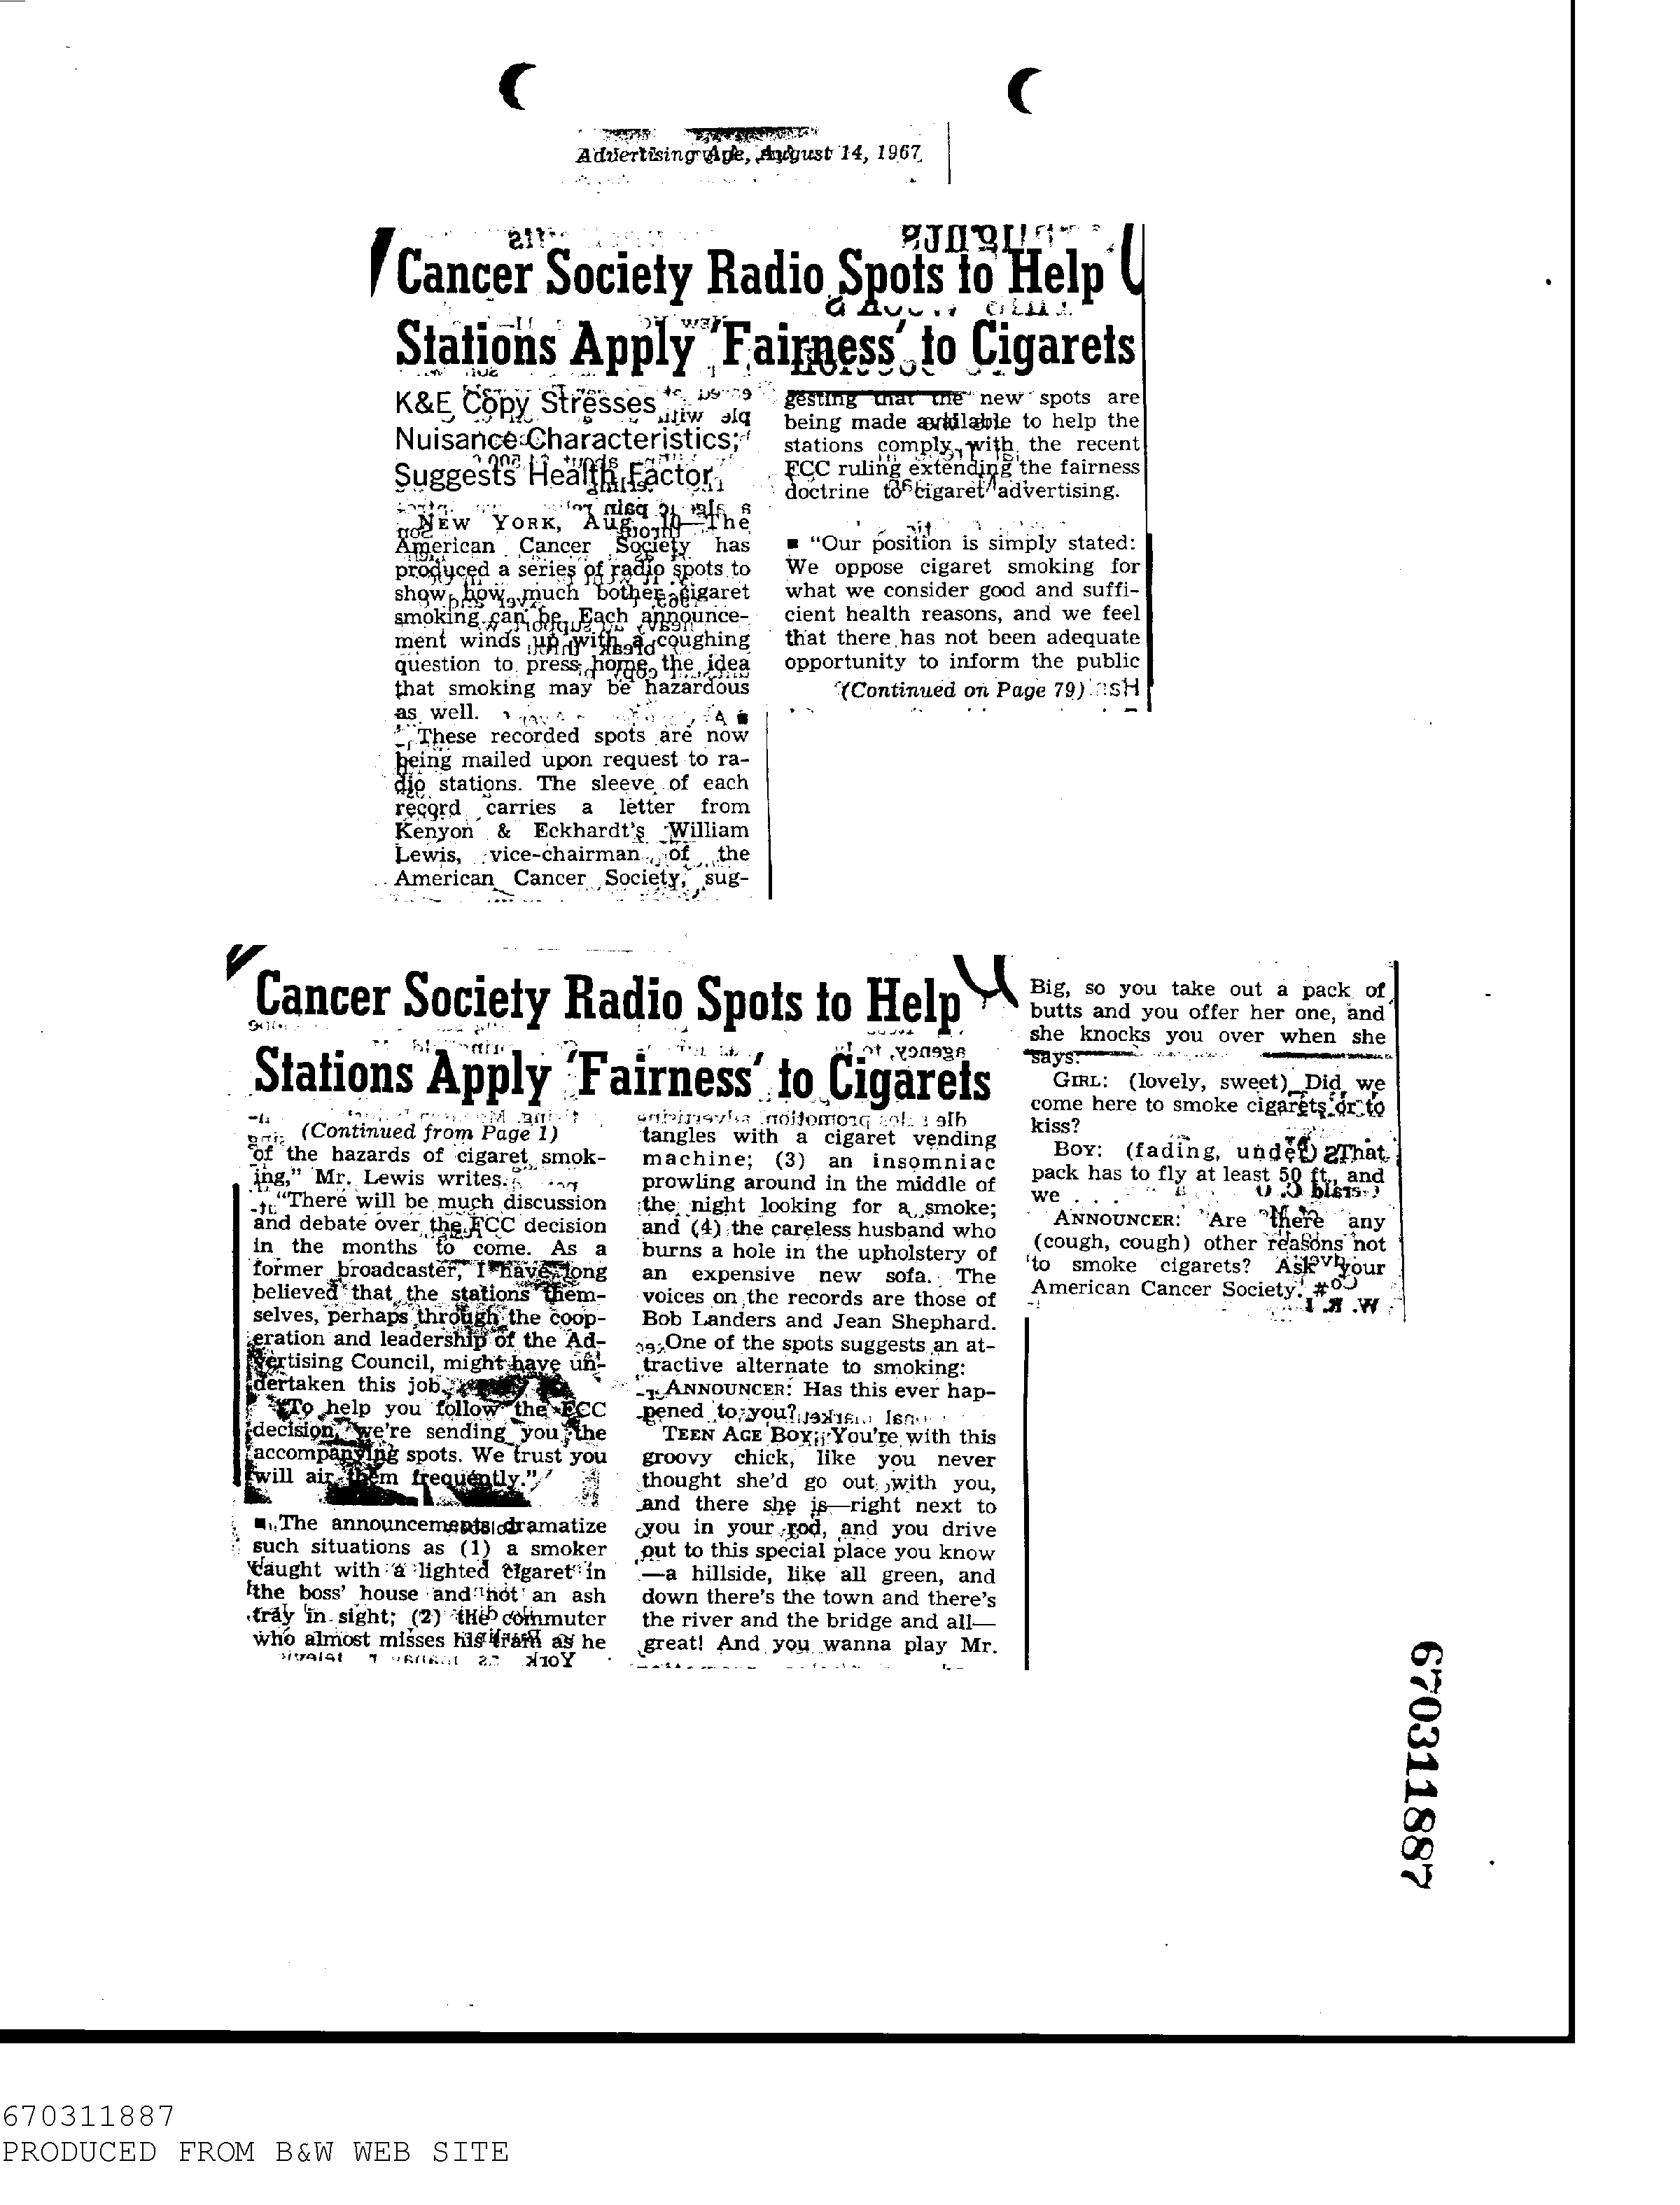 Advertising Age, August 14, 1967
Cancer Society Radio Spots to Help
Stations Apply 'Fairness' to Cigarets
K&E Copy Stresses
Nuisance Characteristics;
Suggests Health Factor
NEW YORK, Aug. 10—The
American Cancer Society has
produced a series of radio spots to
show how much bother cigaret
smoking can be. Each announce-
ment winds up with a coughing
question to press home the idea
that smoking may be hazardous
as well.
These recorded spots are now
being mailed upon request to ra-
dio stations. The sleeve of each
record carries a letter from
Kenyon & Eckhardt's William
Lewis, vice-chairman of the
American Cancer Society, sug-
gesting that the new spots are
being made available to help the
stations comply with the recent
FCC ruling extending the fairness
doctrine to cigaret advertising.
■ "Our position is simply stated:
We oppose cigaret smoking for
what we consider good and suffi-
cient health reasons, and we feel
that there has not been adequate
opportunity to inform the public
(Continued on Page 79)
Cancer Society Radio Spots to Help
Stations Apply 'Fairness' to Cigarets
(Continued from Page 1)
of the hazards of cigaret smok-
ing," Mr. Lewis writes.
"There will be much discussion
and debate over the FCC decision
in the months to come. As a
former broadcaster, I have long
believed that the stations them-
selves, perhaps through the coop-
eration and leadership of the Ad-
vertising Council, might have un-
dertaken this job.
"To help you follow the FCC
decision, we're sending you the
accompanying spots. We trust you
will air them frequently."
■ The announcements dramatize
such situations as (1) a smoker
caught with a lighted cigaret in
the boss' house and not an ash
tray in sight; (2) the commuter
who almost misses his train as he
tangles with a cigaret vending
machine; (3) an insomniac
prowling around in the middle of
the night looking for a smoke;
and (4) the careless husband who
burns a hole in the upholstery of
an expensive new sofa. The
voices on the records are those of
Bob Landers and Jean Shephard.
One of the spots suggests an at-
tractive alternate to smoking:
ANNOUNCER: Has this ever hap-
pened to you?
TEEN AGE BOY: You're with this
groovy chick, like you never
thought she'd go out with you,
and there she is—right next to
you in your rod, and you drive
out to this special place you know
—a hillside, like all green, and
down there's the town and there's
the river and the bridge and all—
great! And you wanna play Mr.
Big, so you take out a pack of
butts and you offer her one, and
she knocks you over when she
says:
GIRL: (lovely, sweet) Did we
come here to smoke cigarets or to
kiss?
BOY: (fading, under) That
pack has to fly at least 50 ft., and
we . . .
ANNOUNCER: Are there any
(cough, cough) other reasons not
to smoke cigarets? Ask your
American Cancer Society. #
670311887
670311887
PRODUCED FROM B&W WEB SITE